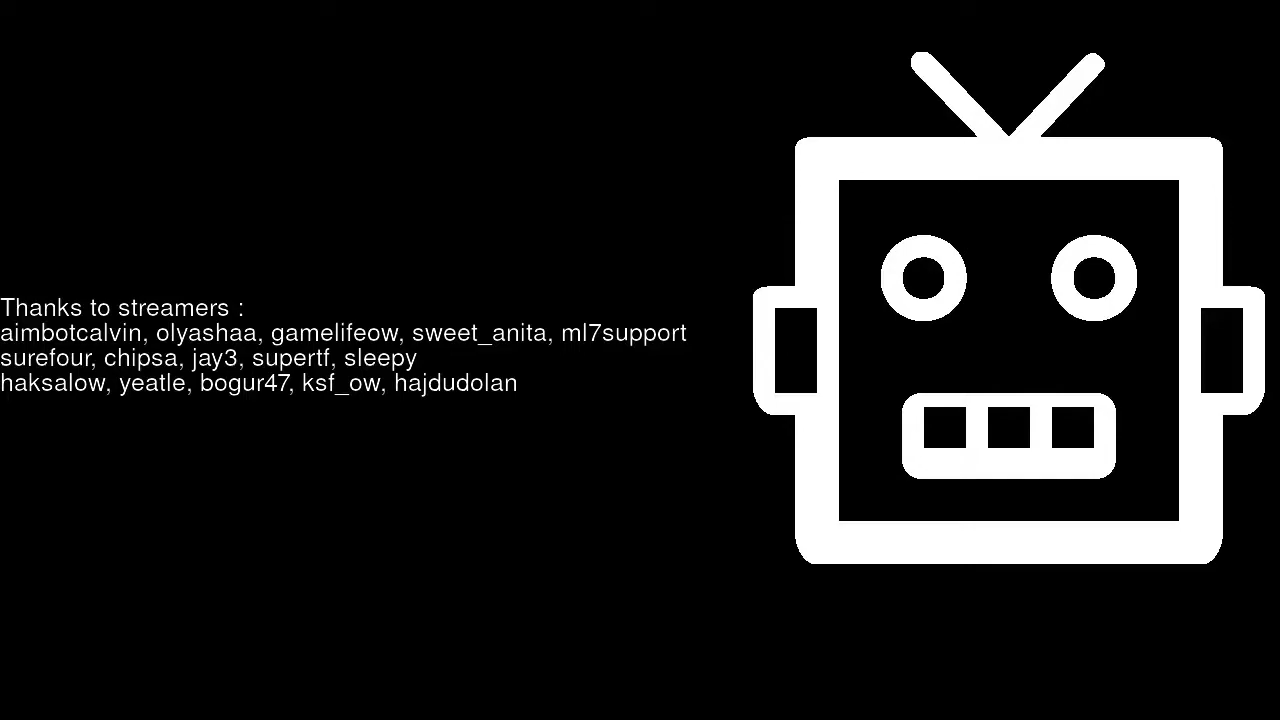 Thanks to streamers :
aimbotcalvin, olyashaa, gamelifeow, sweet_anita, ml7support
surefour, chipsa, jay3, supertf, sleepy
haksalow, yeatle, bogur47, ksf_ow, hajdudolan